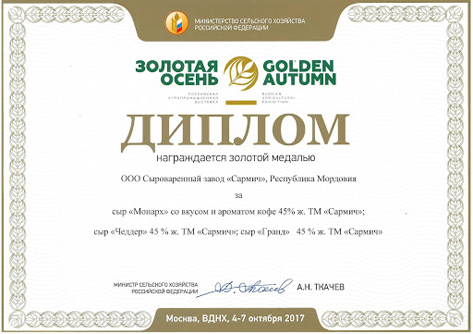 МИНИСТЕРСТВО СЕЛЬСКОГО ХОЗЯЙСТВА
РОССИЙСКОЙ ФЕДЕРАЦИИ
ЗОЛОТАЯ ОСЕНЬ
GOLDEN AUTUMN
РОССИЙСКАЯ АГРОПРОМЫШЛЕННАЯ ВЫСТАВКА
RUSSIAN AGRICULTURAL EXHIBITION
ДИПЛОМ
награждается золотой медалью
ООО Сыроваренный завод «Сармич», Республика Мордовия
за
сыр «Монарх» со вкусом и ароматом кофе 45% ж. ТМ «Сармич»;
сыр «Чеддер» 45 % ж. ТМ «Сармич»; сыр «Гранд» 45 % ж. ТМ «Сармич»
МИНИСТР СЕЛЬСКОГО ХОЗЯЙСТВА
РОССИЙСКОЙ ФЕДЕРАЦИИ
А.Н. ТКАЧЕВ
Москва, ВДНХ, 4-7 октября 2017